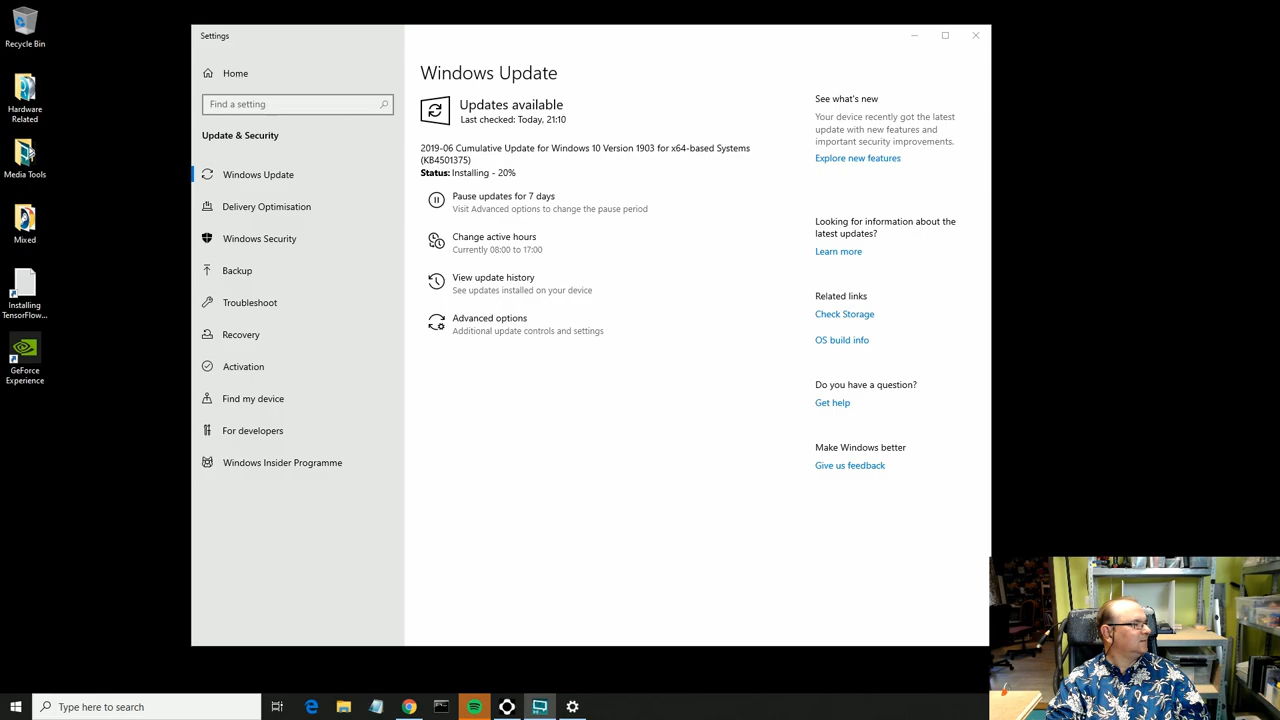 Recycle Bin
Hardware
Related
Media Tools
Mixed
Installing
TensorFlow...
GeForce
Experience
Settings
Home
Find a setting
Update & Security
Windows Update
Delivery Optimisation
Windows Security
Backup
Troubleshoot
Recovery
Activation
Find my device
For developers
Windows Insider Programme
Windows Update
Updates available
Last checked: Today, 21:10
2019-06 Cumulative Update for Windows 10 Version 1903 for x64-based Systems
(KB4501375)
Status: Installing - 20%
Pause updates for 7 days
Visit Advanced options to change the pause period
Change active hours
Currently 08:00 to 17:00
View update history
See updates installed on your device
Advanced options
Additional update controls and settings
See what's new
Your device recently got the latest
update with new features and
important security improvements.
Explore new features
Looking for information about the
latest updates?
Learn more
Related links
Check Storage
OS build info
Do you have a question?
Get help
Make Windows better
Give us feedback
Type here to search